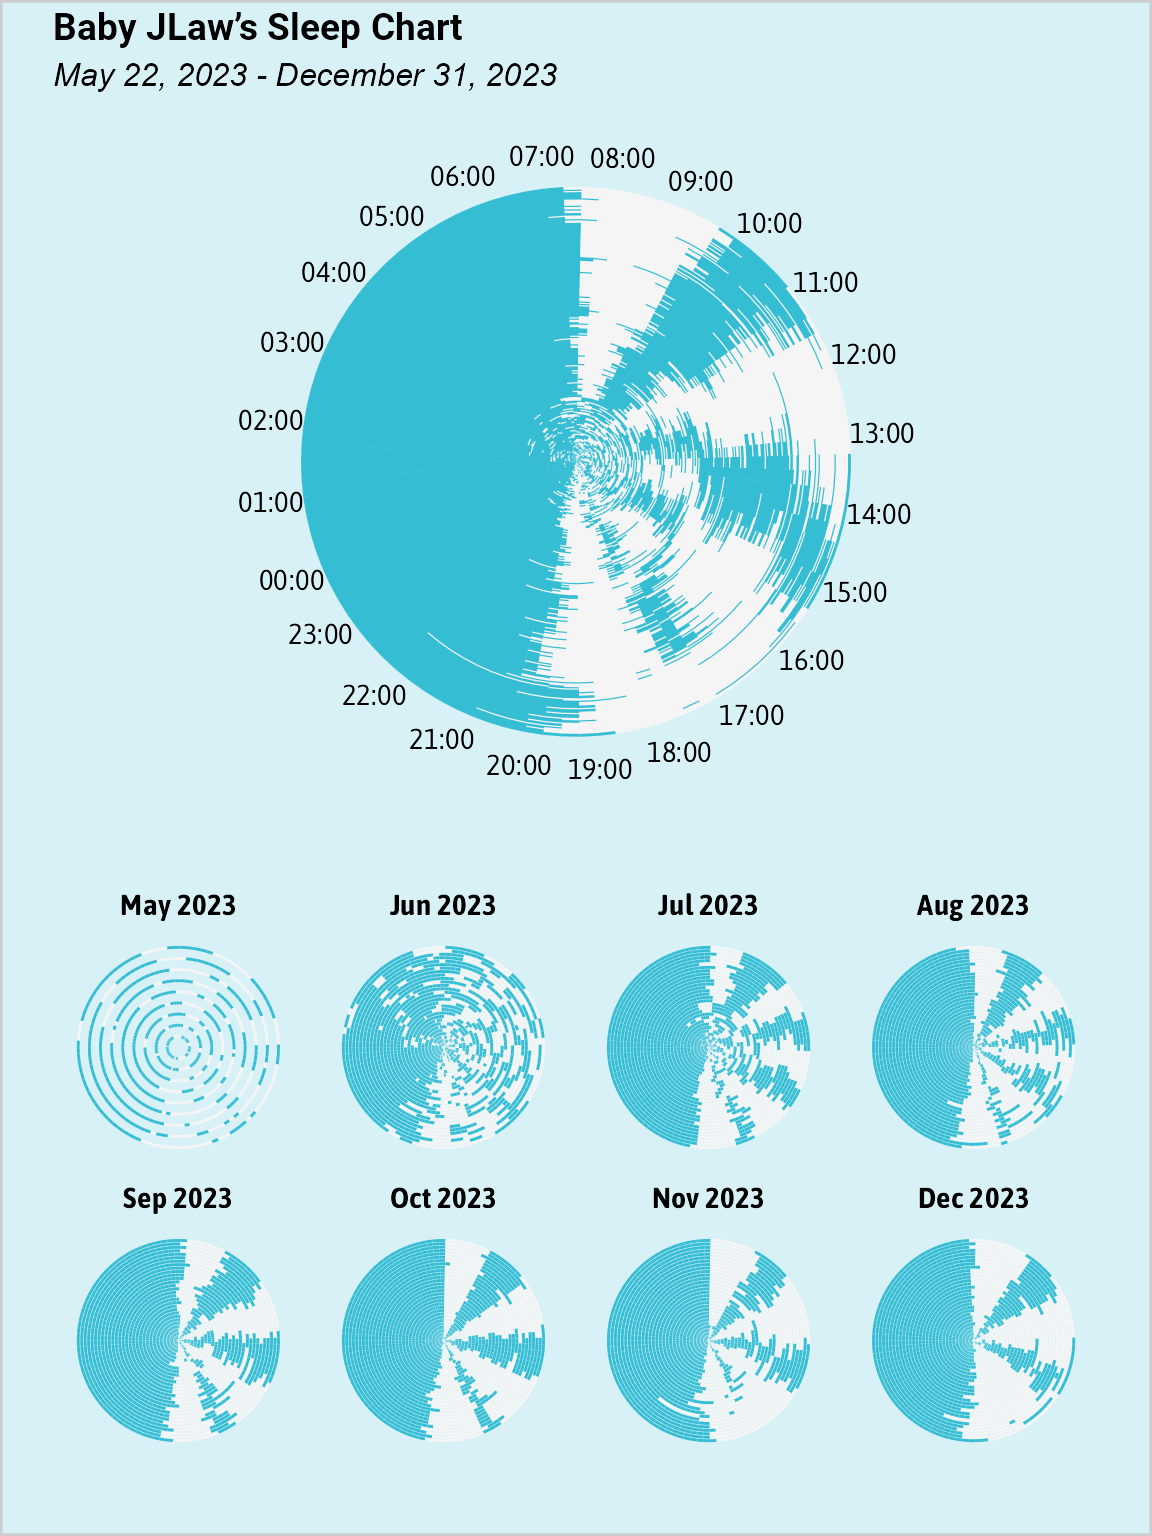 Baby JLaw’s Sleep Chart
May 22, 2023 - December 31, 2023
07:00
08:00
06:00
09:00
05:00
10:00
04:00
11:00
03:00
12:00
02:00
13:00
01:00
14:00
00:00
15:00
23:00
16:00
22:00
17:00
21:00
18:00
20:00
19:00
May 2023
Jun 2023
Jul 2023
Aug 2023
Sep 2023
Oct 2023
Nov 2023
Dec 2023